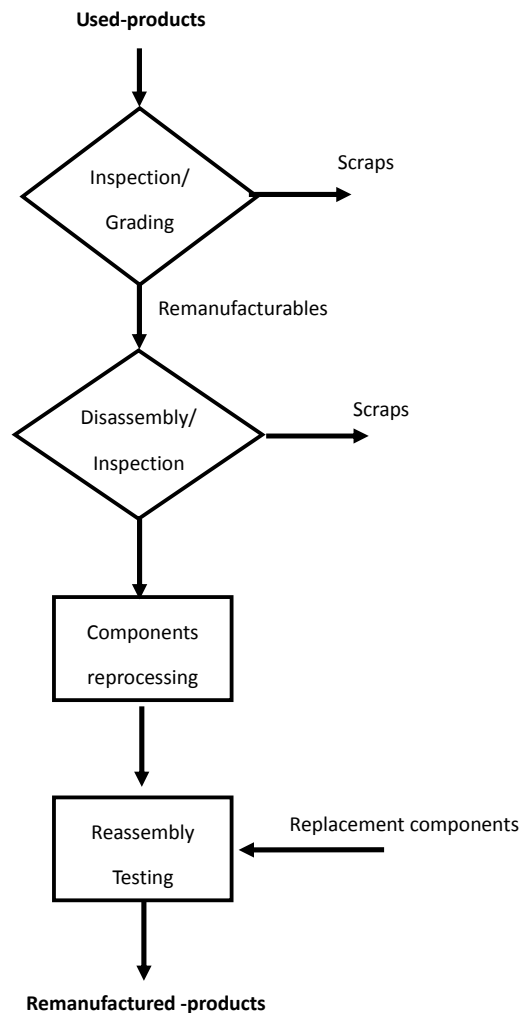 Used-products
Inspection/
Grading
Scraps
Remanufacturables
Disassembly/
Inspection
Scraps
Components
reprocessing
Reassembly
Testing
Replacement components
Remanufactured -products